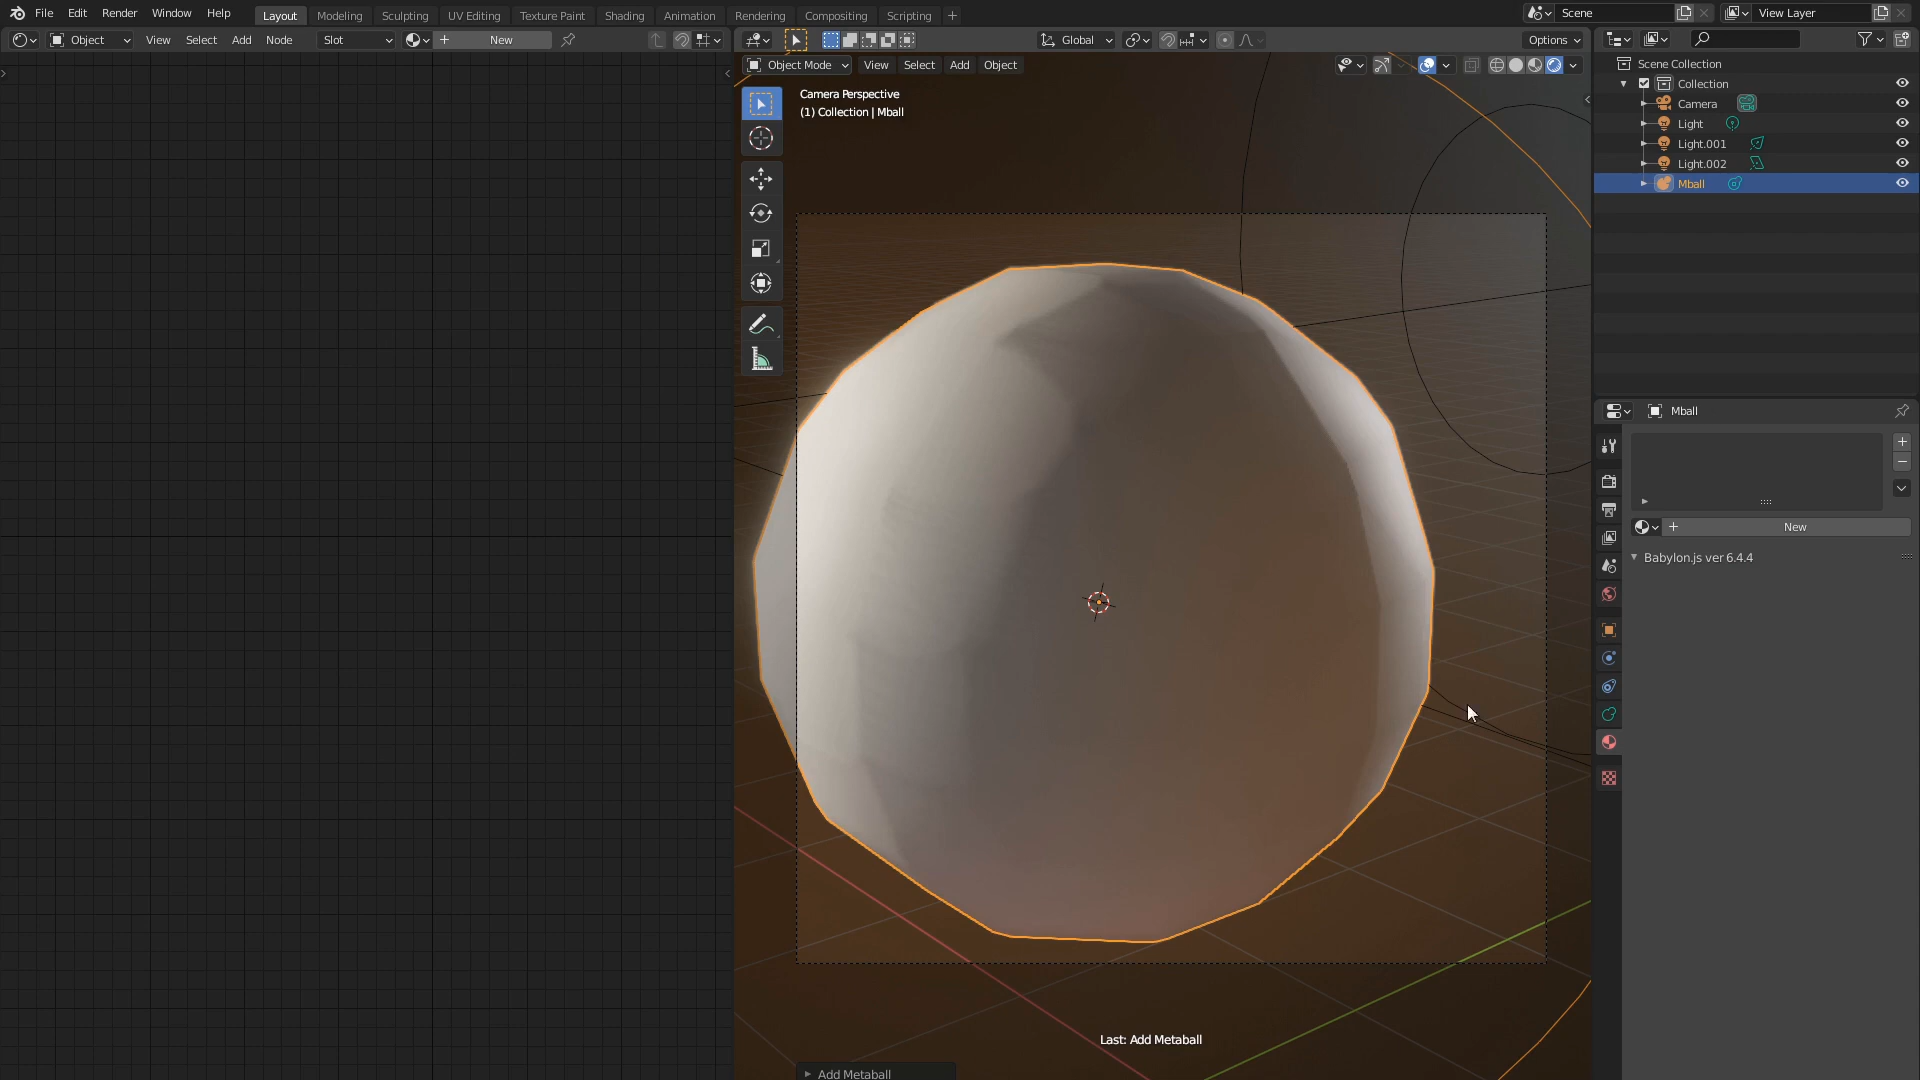 File Edit Render Window Help Layout Modeling Sculpting UV Editing Texture Paint Shading Animation Rendering Compositing Scripting + Scene View Layer
Object View Select Add Node Slot New Global Options
Object Mode View Select Add Object
Camera Perspective
(1) Collection | Mball
Scene Collection
Collection
Camera
Light
Light.001
Light.002
Mball
Mball
New
Babylon.js ver 6.4.4
Last: Add Metaball
Add Metaball